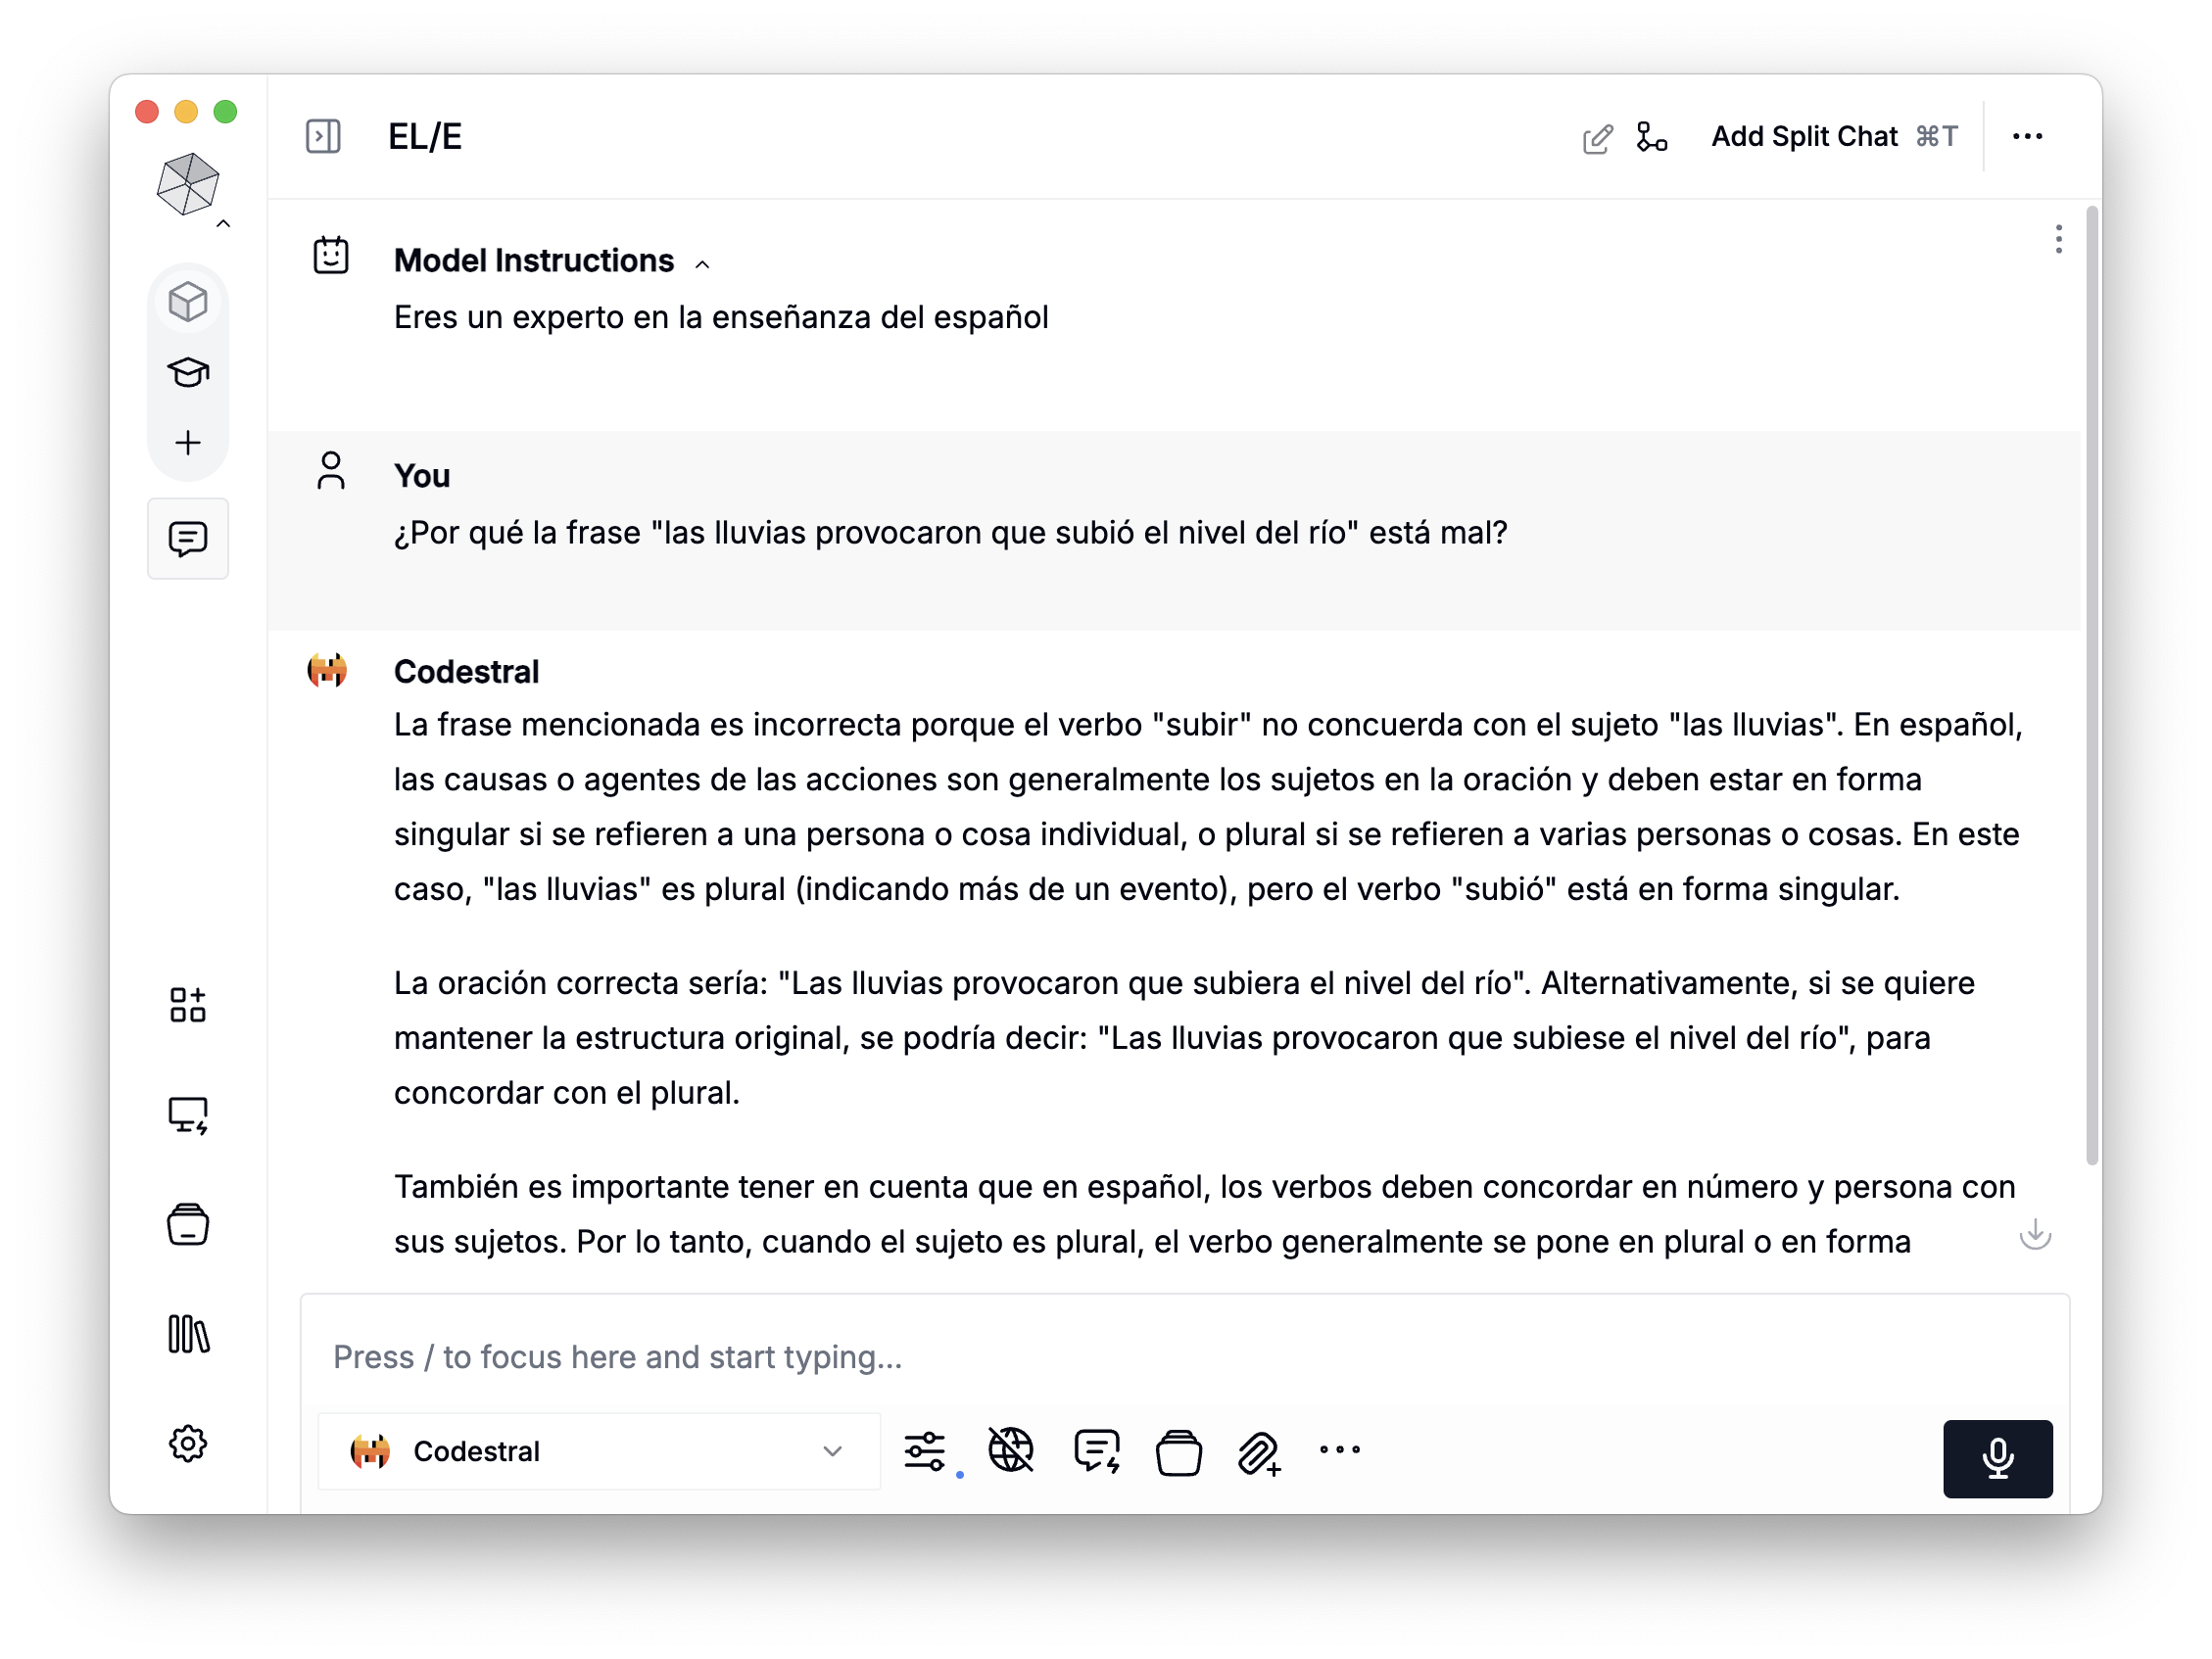 EL/E
Add Split Chat ⌘T
Model Instructions
Eres un experto en la enseñanza del español
You
¿Por qué la frase "las lluvias provocaron que subió el nivel del río" está mal?
Codestral
La frase mencionada es incorrecta porque el verbo "subir" no concuerda con el sujeto "las lluvias". En español,
las causas o agentes de las acciones son generalmente los sujetos en la oración y deben estar en forma
singular si se refieren a una persona o cosa individual, o plural si se refieren a varias personas o cosas. En este
caso, "las lluvias" es plural (indicando más de un evento), pero el verbo "subió" está en forma singular.
La oración correcta sería: "Las lluvias provocaron que subiera el nivel del río". Alternativamente, si se quiere
mantener la estructura original, se podría decir: "Las lluvias provocaron que subiese el nivel del río", para
concordar con el plural.
También es importante tener en cuenta que en español, los verbos deben concordar en número y persona con
sus sujetos. Por lo tanto, cuando el sujeto es plural, el verbo generalmente se pone en plural o en forma
Press / to focus here and start typing...
Codestral